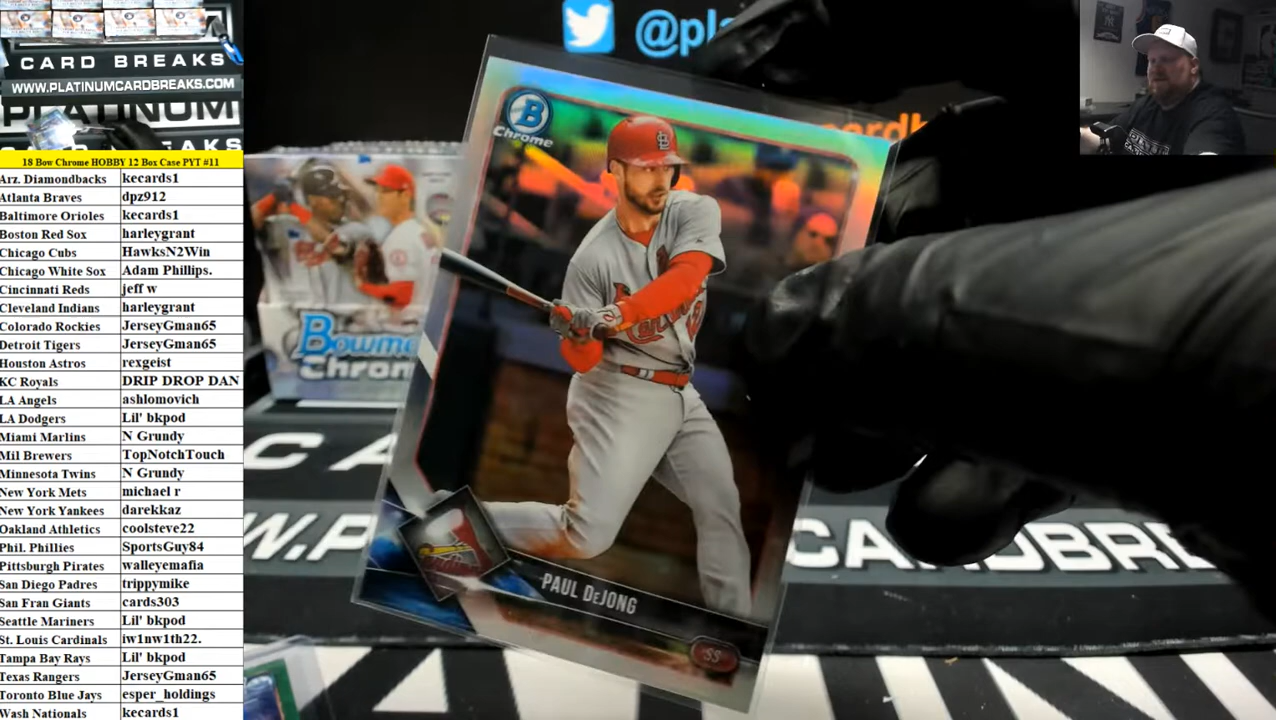 CARD BREAKS
WWW.PLATINUMCARDBREAKS.COM
PLATINUM
18 Bow Chrome HOBBY 12 Box Case PYT #11
Arz. Diamondbacks kecards1
Atlanta Braves dpz912
Baltimore Orioles kecards1
Boston Red Sox harleygrant
Chicago Cubs HawksN2Win
Chicago White Sox Adam Phillips.
Cincinnati Reds jeff w
Cleveland Indians harleygrant
Colorado Rockies JerseyGman65
Detroit Tigers JerseyGman65
Houston Astros rexgeist
KC Royals DRIP DROP DAN
LA Angels ashlomovich
LA Dodgers Lil' bkpod
Miami Marlins N Grundy
Mil Brewers TopNotchTouch
Minnesota Twins N Grundy
New York Mets michael r
New York Yankees darekkaz
Oakland Athletics coolsteve22
Phil. Phillies SportsGuy84
Pittsburgh Pirates walleyemafia
San Diego Padres trippymike
San Fran Giants cards303
Seattle Mariners Lil' bkpod
St. Louis Cardinals iw1nw1th22.
Tampa Bay Rays Lil' bkpod
Texas Rangers JerseyGman65
Toronto Blue Jays esper_holdings
Wash Nationals kecards1
@pl
cardb
B
Chrome
Bowm
Chrom
CA
W.P
CARDBRE
PAUL DEJONG
SS